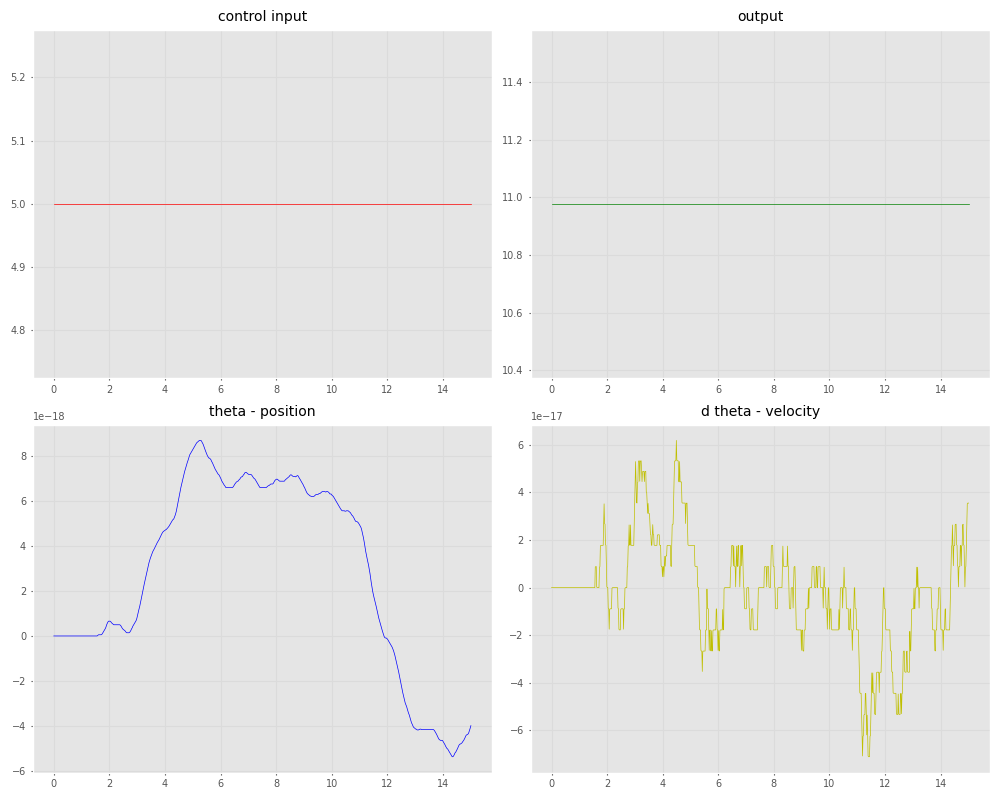 control input
5.2
5.1
5.0
4.9
4.8
0 2 4 6 8 10 12 14
output
11.4
11.2
11.0
10.8
10.6
10.4
0 2 4 6 8 10 12 14
1e−18
theta - position
8
6
4
2
0
−2
−4
−6
0 2 4 6 8 10 12 14
1e−17
d theta - velocity
6
4
2
0
−2
−4
−6
0 2 4 6 8 10 12 14